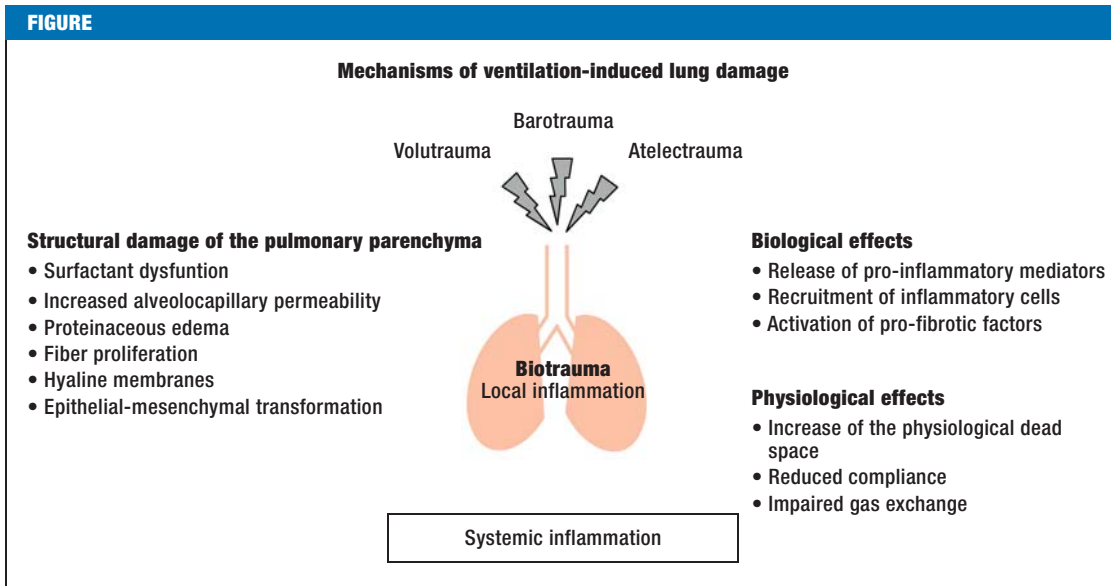 FIGURE
Mechanisms of ventilation-induced lung damage
Barotrauma
Volutrauma
Atelectrauma
Structural damage of the pulmonary parenchyma
• Surfactant dysfuntion
• Increased alveolocapillary permeability
• Proteinaceous edema
• Fiber proliferation
• Hyaline membranes
• Epithelial-mesenchymal transformation
Biotrauma
Local inflammation
Biological effects
• Release of pro-inflammatory mediators
• Recruitment of inflammatory cells
• Activation of pro-fibrotic factors
Physiological effects
• Increase of the physiological dead
space
• Reduced compliance
• Impaired gas exchange
Systemic inflammation